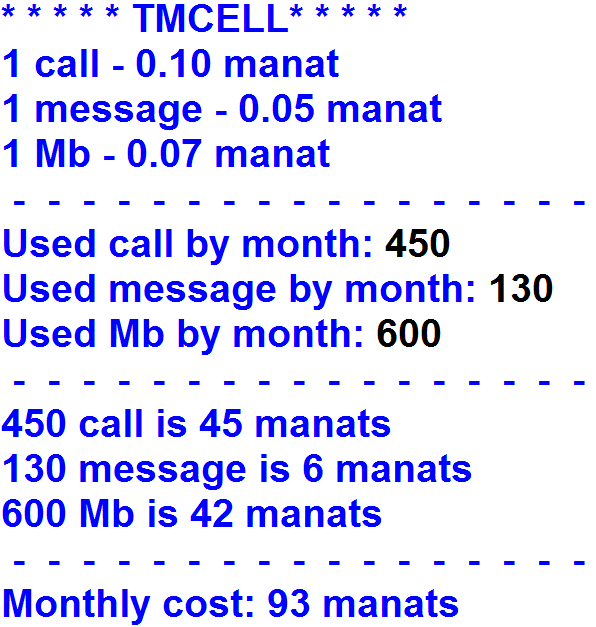 * * * * * TMCELL* * * * *
1 call - 0.10 manat
1 message - 0.05 manat
1 Mb - 0.07 manat
- - - - - - - - - - - - - - - - -
Used call by month: 450
Used message by month: 130
Used Mb by month: 600
- - - - - - - - - - - - - - - - -
450 call is 45 manats
130 message is 6 manats
600 Mb is 42 manats
- - - - - - - - - - - - - - - - -
Monthly cost: 93 manats